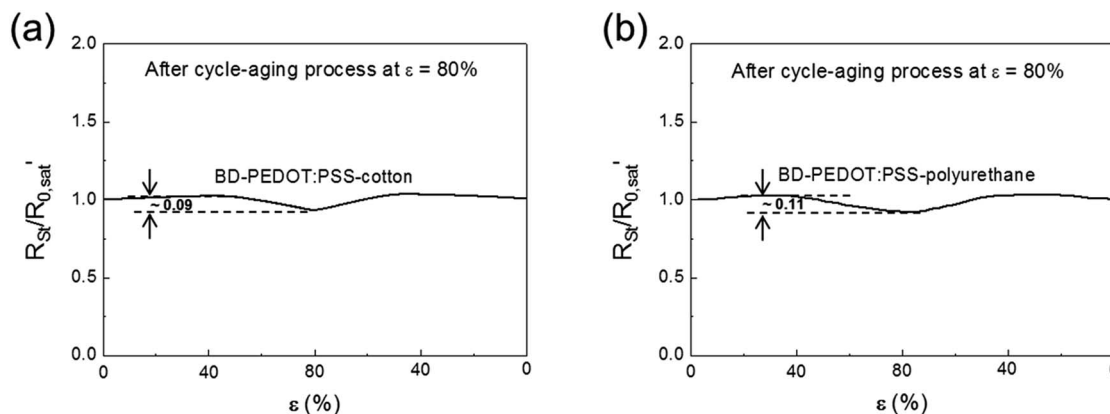 (a)
2.0
After cycle-aging process at ε = 80%
1.5
BD-PEDOT:PSS-cotton
1.0
~ 0.09
0.5
0.0
0 40 80 40 0
R_St/R_0,sat'
ε (%)
(b)
2.0
After cycle-aging process at ε = 80%
1.5
BD-PEDOT:PSS-polyurethane
1.0
~ 0.11
0.5
0.0
0 40 80 40 0
R_St/R_0,sat'
ε (%)